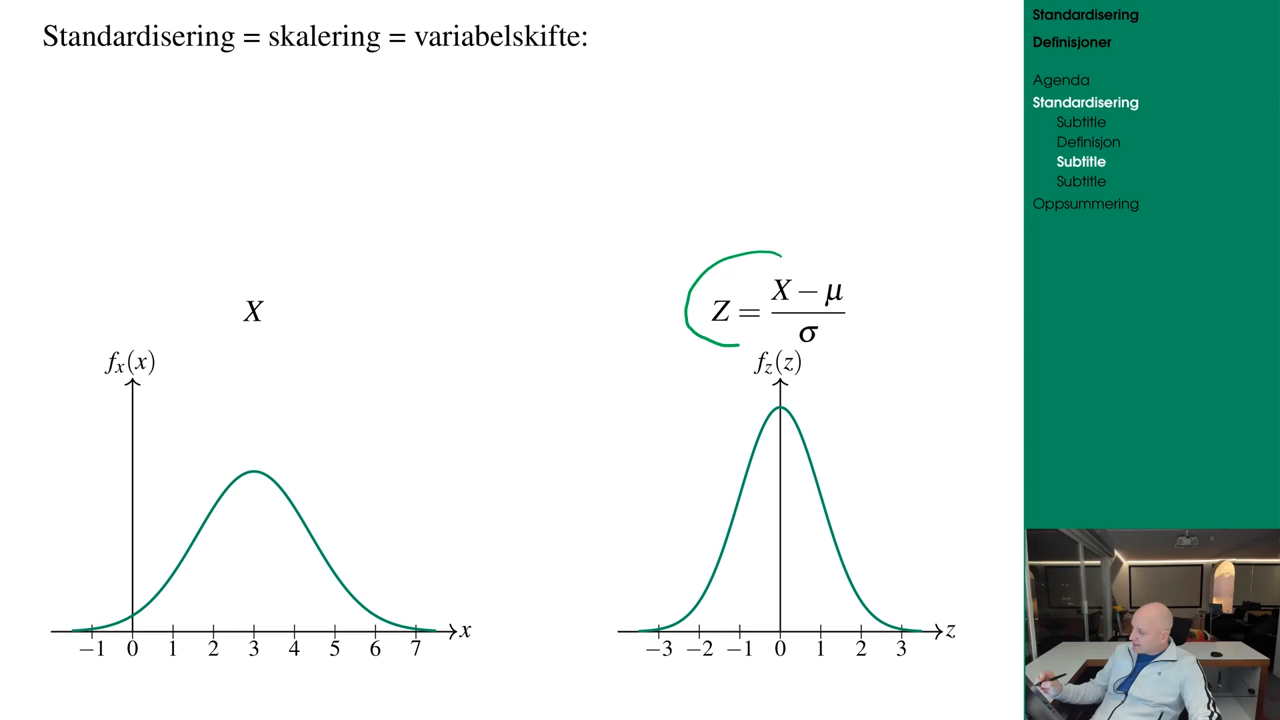 Standardisering = skalering = variabelskifte:
X
Z = (X − μ) / σ
fₓ(x)
x
−1 0 1 2 3 4 5 6 7
f_z(z)
z
−3 −2 −1 0 1 2 3
Standardisering
Definisjoner
Agenda
Standardisering
Subtitle
Definisjon
Subtitle
Subtitle
Oppsummering